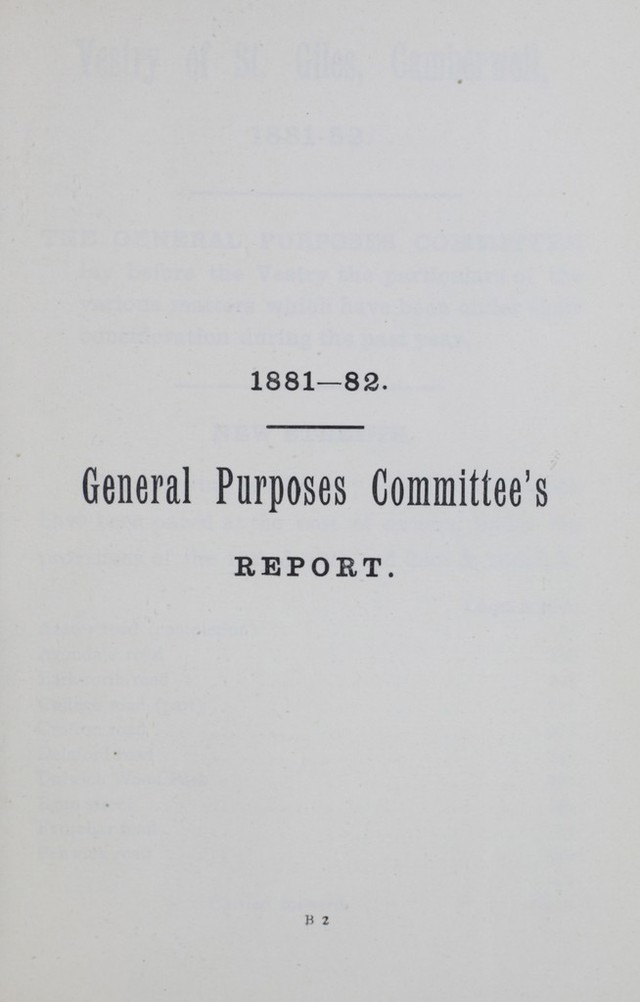 1881—82.
General Purposes Committee's
REPORT.
B 2